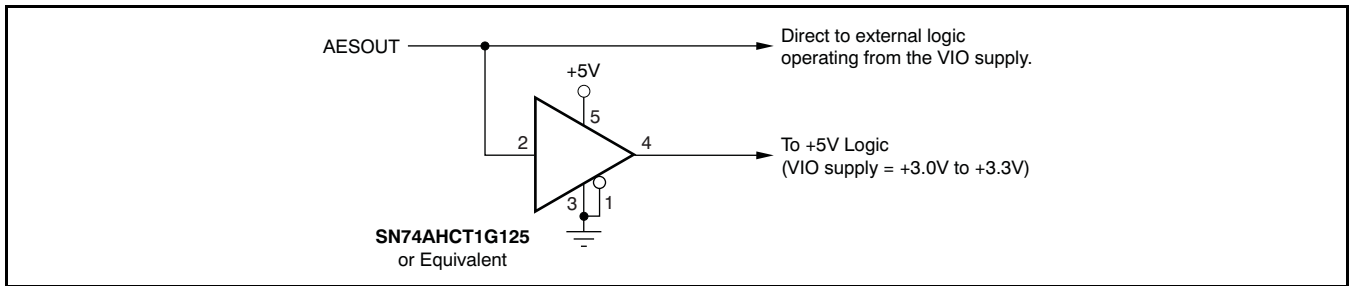 AESOUT
Direct to external logic
operating from the VIO supply.
+5V
5
2
4
To +5V Logic
(VIO supply = +3.0V to +3.3V)
3
1
SN74AHCT1G125
or Equivalent